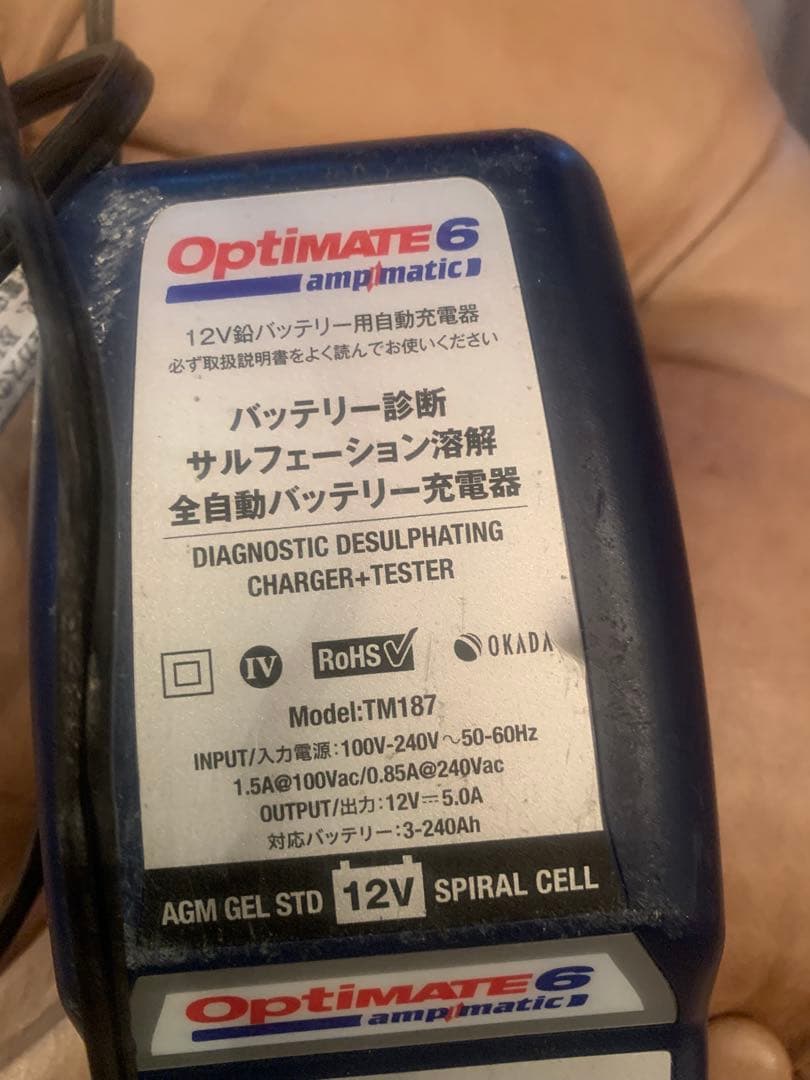 OptiMATE6
ampmatic
12V鉛バッテリー用自動充電器
必ず取扱説明書をよく読んでお使いください
バッテリー診断
サルフェーション溶解
全自動バッテリー充電器
DIAGNOSTIC DESULPHATING
CHARGER+TESTER
IV RoHS OKADA
Model:TM187
INPUT/入力電源:100V-240V～50-60Hz
1.5A@100Vac/0.85A@240Vac
OUTPUT/出力:12V⎓5.0A
対応バッテリー:3-240Ah
AGM GEL STD 12V SPIRAL CELL
OptiMATE6
ampmatic